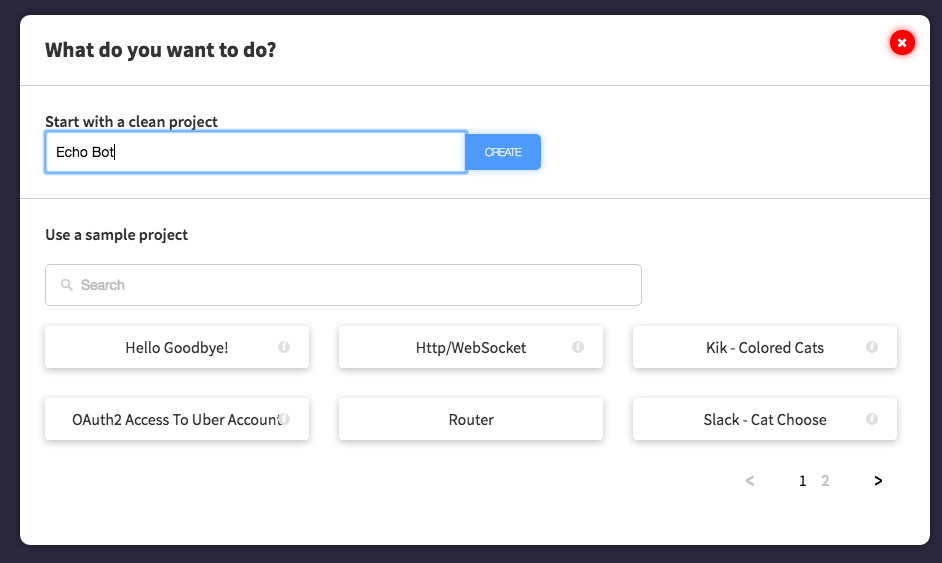 What do you want to do?
Start with a clean project
Echo Bot
CREATE
Use a sample project
Search
Hello Goodbye!
Http/WebSocket
Kik - Colored Cats
OAuth2 Access To Uber Account
Router
Slack - Cat Choose
< 1 2 >